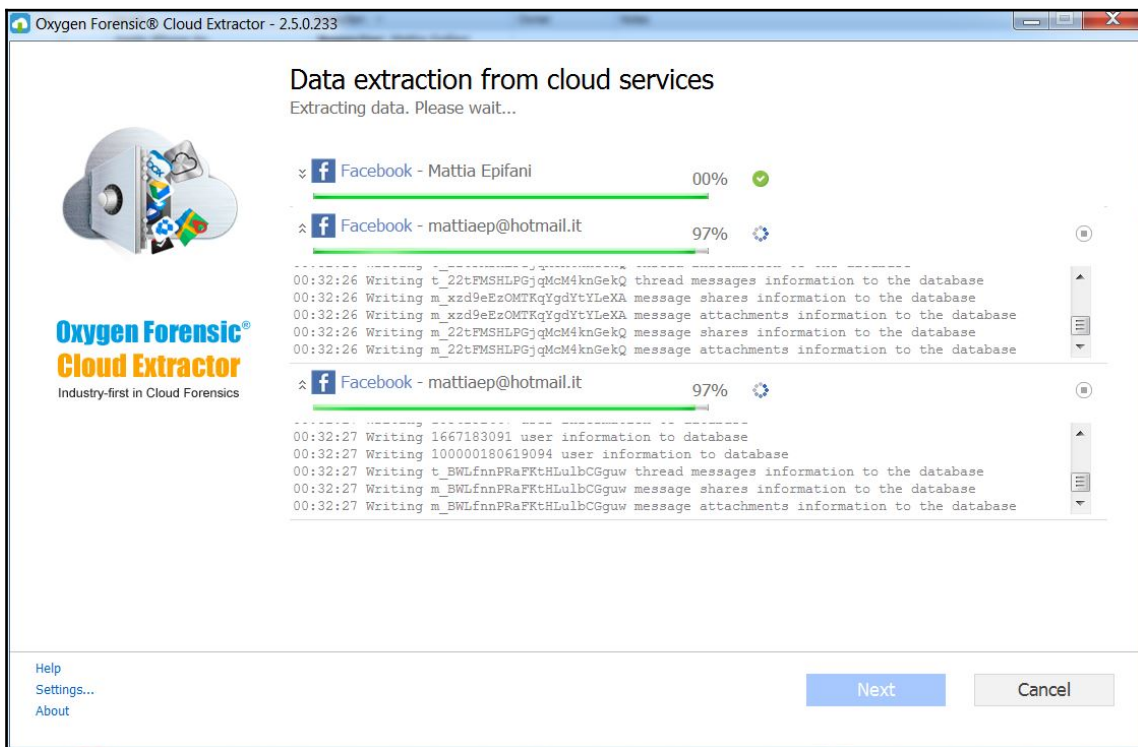 Oxygen Forensic® Cloud Extractor - 2.5.0.233
Data extraction from cloud services
Extracting data. Please wait...
Facebook - Mattia Epifani
00%
Facebook - mattiaep@hotmail.it
97%
00:32:26 Writing t_22tFMSHLPGjqMcM4knGekQ thread messages information to the database
00:32:26 Writing m_xzd9eEzOMTKqYgdYtYLeXA message shares information to the database
00:32:26 Writing m_xzd9eEzOMTKqYgdYtYLeXA message attachments information to the database
00:32:26 Writing m_22tFMSHLPGjqMcM4knGekQ message shares information to the database
00:32:26 Writing m_22tFMSHLPGjqMcM4knGekQ message attachments information to the database
Oxygen Forensic®
Cloud Extractor
Industry-first in Cloud Forensics
Facebook - mattiaep@hotmail.it
97%
00:32:27 Writing 1667183091 user information to database
00:32:27 Writing 100000180619094 user information to database
00:32:27 Writing t_BWLfnnPRaFKtHLulbCGguw thread messages information to the database
00:32:27 Writing m_BWLfnnPRaFKtHLulbCGguw message shares information to the database
00:32:27 Writing m_BWLfnnPRaFKtHLulbCGguw message attachments information to the database
Help
Settings...
About
Next
Cancel